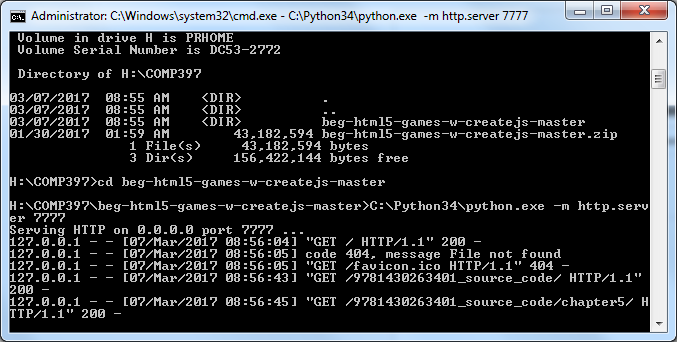 Administrator: C:\Windows\system32\cmd.exe - C:\Python34\python.exe -m http.server 7777
Volume in drive H is PRHOME
Volume Serial Number is DC53-2772
Directory of H:\COMP397
03/07/2017  08:55 AM    <DIR>          .
03/07/2017  08:55 AM    <DIR>          ..
03/07/2017  08:55 AM    <DIR>          beg-html5-games-w-createjs-master
01/30/2017  01:59 AM        43,182,594 beg-html5-games-w-createjs-master.zip
1 File(s)     43,182,594 bytes
3 Dir(s)     156,422,144 bytes free
H:\COMP397>cd beg-html5-games-w-createjs-master
H:\COMP397\beg-html5-games-w-createjs-master>C:\Python34\python.exe -m http.serv
er 7777
Serving HTTP on 0.0.0.0 port 7777 ...
127.0.0.1 - - [07/Mar/2017 08:56:04] "GET / HTTP/1.1" 200 -
127.0.0.1 - - [07/Mar/2017 08:56:05] code 404, message File not found
127.0.0.1 - - [07/Mar/2017 08:56:05] "GET /favicon.ico HTTP/1.1" 404 -
127.0.0.1 - - [07/Mar/2017 08:56:43] "GET /9781430263401_source_code/ HTTP/1.1"
200 -
127.0.0.1 - - [07/Mar/2017 08:56:45] "GET /9781430263401_source_code/chapter5/ H
TTP/1.1" 200 -